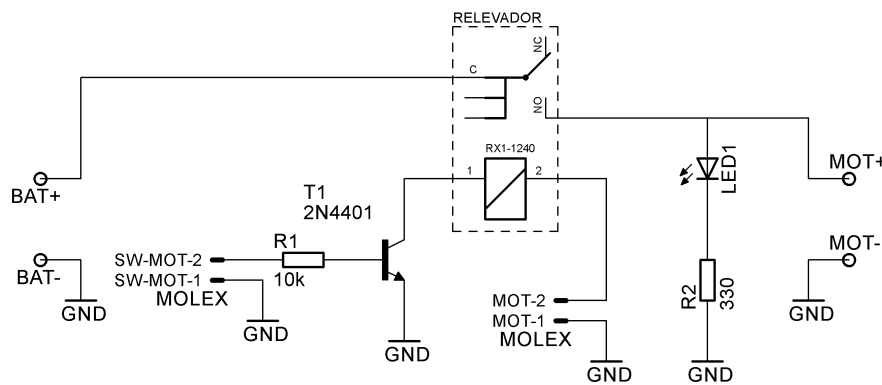 RELEVADOR
NC
C
NO
RX1-1240
1
2
LED1
MOT+
BAT+
T1
2N4401
R1
10k
SW-MOT-2
SW-MOT-1
MOLEX
MOT-
BAT-
R2
330
MOT-2
MOT-1
MOLEX
GND
GND
GND
GND
GND
GND